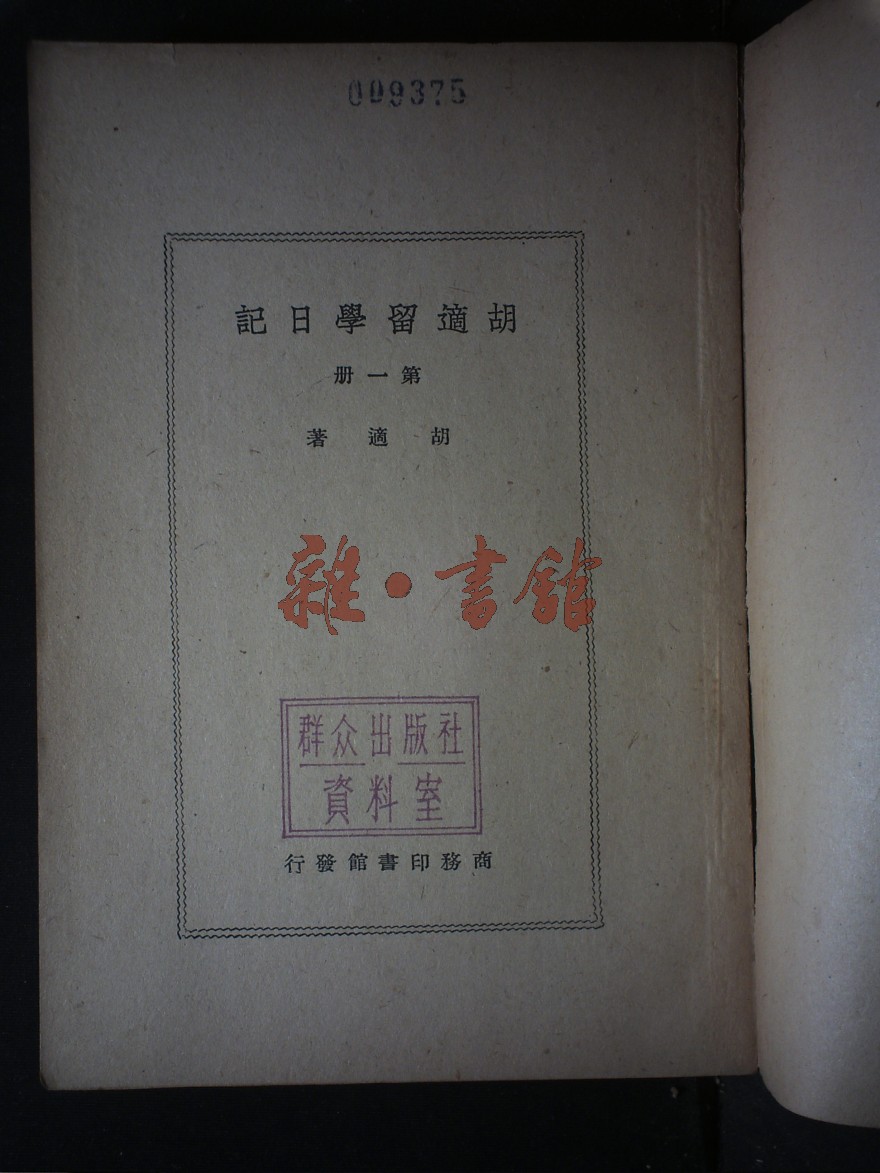 009375
胡適留學日記
第一册
胡適著
雜·書館
群众出版社
資料室
商務印書館發行